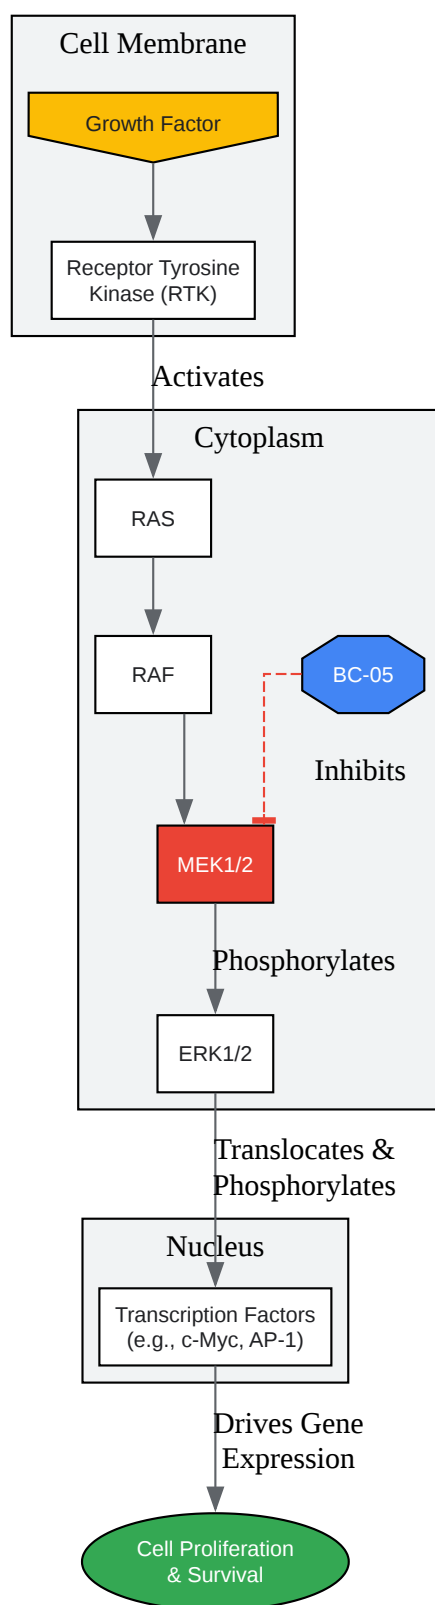 Cell Membrane
Growth Factor
Receptor Tyrosine
Kinase (RTK)
Activates
Cytoplasm
RAS
RAF
BC-05
Inhibits
MEK1/2
Phosphorylates
ERK1/2
Translocates &
Phosphorylates
Nucleus
Transcription Factors
(e.g., c-Myc, AP-1)
Drives Gene
Expression
Cell Proliferation
& Survival